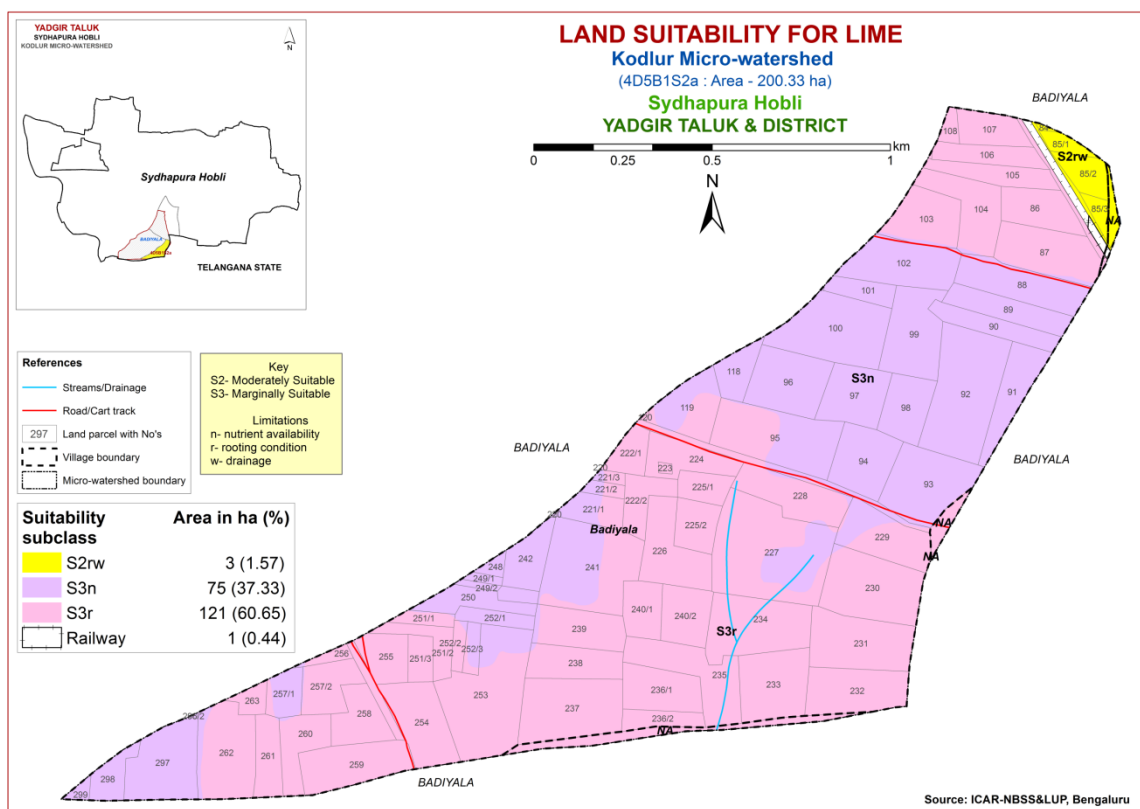 YADGIR TALUK
SYDHAPURA HOBLI
KODLUR MICRO-WATERSHED
N
Sydhapura Hobli
BADIYALA
4D5B1S2a
TELANGANA STATE
LAND SUITABILITY FOR LIME
Kodlur Micro-watershed
(4D5B1S2a : Area - 200.33 ha)
Sydhapura Hobli
YADGIR TALUK & DISTRICT
km
0 0.25 0.5 1
N
References
Streams/Drainage
Road/Cart track
297 Land parcel with No's
Village boundary
Micro-watershed boundary
Key
S2- Moderately Suitable
S3- Marginally Suitable
Limitations
n- nutrient availability
r- rooting condition
w- drainage
Suitability subclass Area in ha (%)
S2rw 3 (1.57)
S3n 75 (37.33)
S3r 121 (60.65)
Railway 1 (0.44)
BADIYALA
108
107
84
85/1
S2rw
106
85/2
105
85/3
NA
86
104
103
87
102
88
101
89
90
100
99
118
96
S3n
97
98
92
91
119
120
95
94
93
BADIYALA
BADIYALA
222/1
224
223
220
221/3
221/2
225/1
228
222/2
221/1
225/2
Badiyala
NA
229
NA
226
227
242
241
248
249/1
249/2
250
230
240/1
240/2
234
S3r
251/1
252/1
239
231
256
255
251/3
251/2
252/2
252/3
238
235
233
232
236/1
253
237
236/2
NA
263
257/1
257/2
258
254
262
261
260
259
297
298
299
BADIYALA
Source: ICAR-NBSS&LUP, Bengaluru